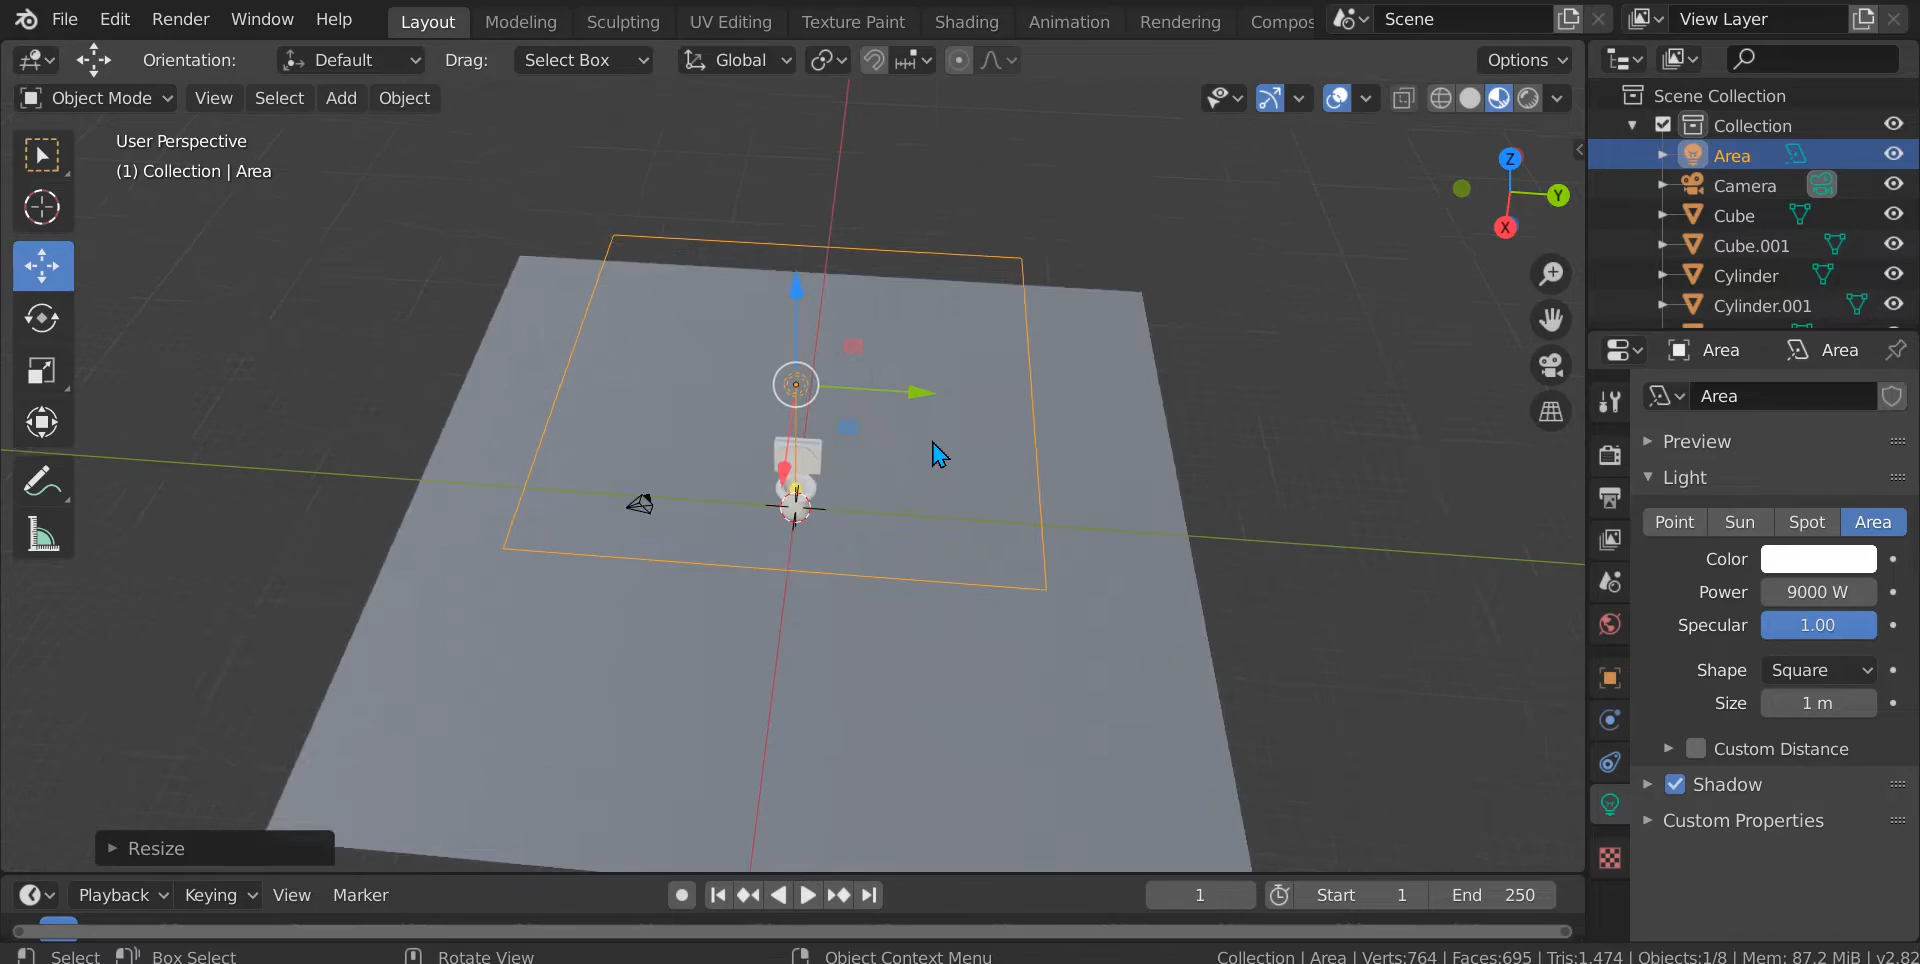 File Edit Render Window Help Layout Modeling Sculpting UV Editing Texture Paint Shading Animation Rendering Compos Scene View Layer
Orientation: Default Drag: Select Box Global Options
Object Mode View Select Add Object
User Perspective
(1) Collection | Area
Z
Y
X
Scene Collection
Collection
Area
Camera
Cube
Cube.001
Cylinder
Cylinder.001
Area Area
Area
Preview
Light
Point Sun Spot Area
Color
Power 9000 W
Specular 1.00
Shape Square
Size 1 m
Custom Distance
Shadow
Custom Properties
Resize
Playback Keying View Marker 1 Start 1 End 250
Select Box Select Rotate View Object Context Menu Collection | Area | Verts:764 | Faces:695 | Tris:1,474 | Objects:1/8 | Mem: 87.2 MiB | v2.82